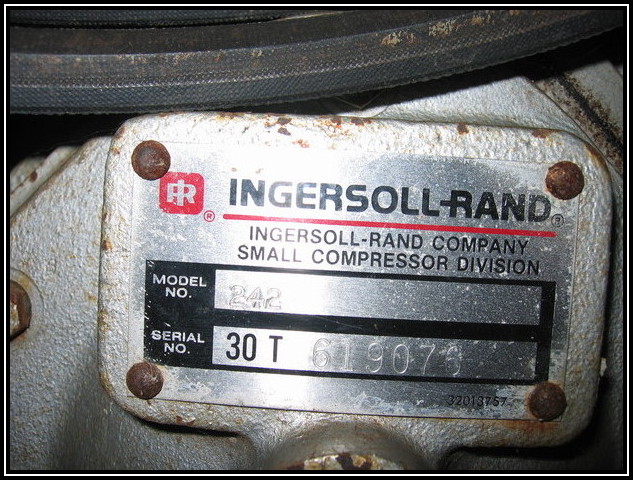 IR ® INGERSOLL-RAND®
INGERSOLL-RAND COMPANY
SMALL COMPRESSOR DIVISION
MODEL NO. 242
SERIAL NO. 30 T 619076
32013757